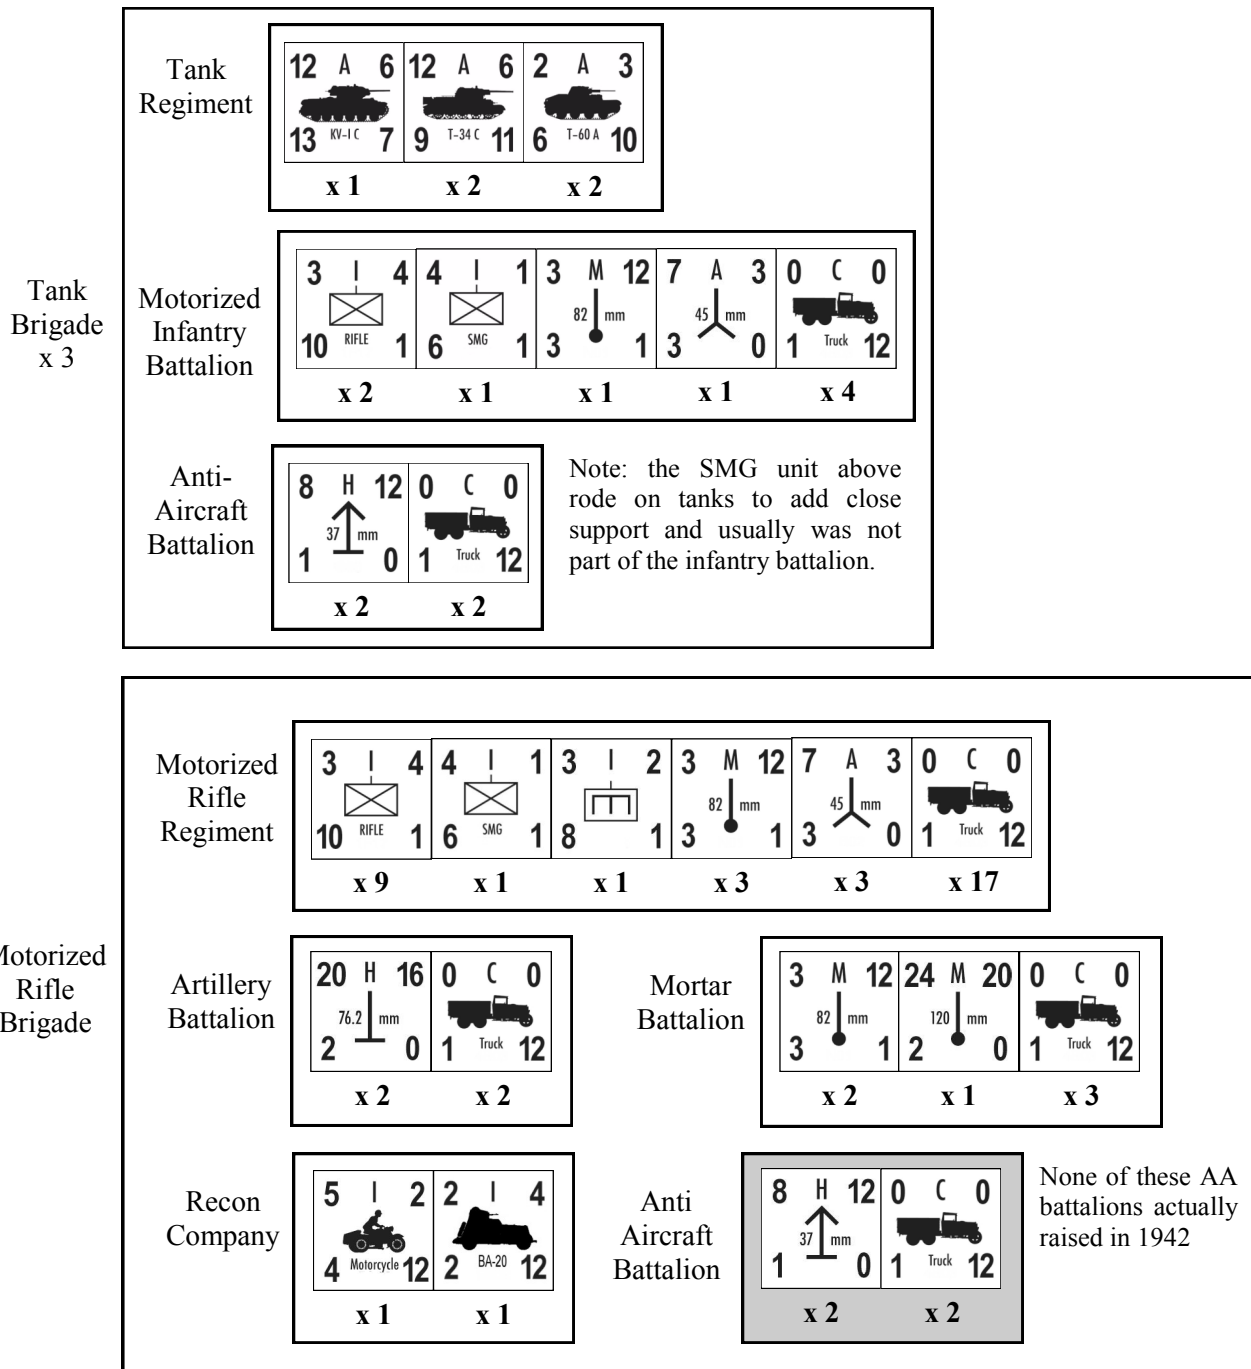 Tank
Regiment
12 A 6 12 A 6 2 A 3
13 KV-I C 7 9 T-34 C 11 6 T-60 A 10
x 1 x 2 x 2
Tank
Brigade
x 3
Motorized
Infantry
Battalion
3 I 4 4 I 1 3 M 12 7 A 3 0 C 0
82 mm 45 mm
10 RIFLE 1 6 SMG 1 3 1 3 0 1 Truck 12
x 2 x 1 x 1 x 1 x 4
Anti-
Aircraft
Battalion
8 H 12 0 C 0
37 mm
1 0 1 Truck 12
x 2 x 2
Note: the SMG unit above
rode on tanks to add close
support and usually was not
part of the infantry battalion.
Motorized
Rifle
Regiment
3 I 4 4 I 1 3 I 2 3 M 12 7 A 3 0 C 0
82 mm 45 mm
10 RIFLE 1 6 SMG 1 8 1 3 1 3 0 1 Truck 12
x 9 x 1 x 1 x 3 x 3 x 17
Motorized
Rifle
Brigade
Artillery
Battalion
20 H 16 0 C 0
76.2 mm
2 0 1 Truck 12
x 2 x 2
Mortar
Battalion
3 M 12 24 M 20 0 C 0
82 mm 120 mm
3 1 2 0 1 Truck 12
x 2 x 1 x 3
Recon
Company
5 I 2 2 I 4
4 Motorcycle 12 2 BA-20 12
x 1 x 1
Anti
Aircraft
Battalion
8 H 12 0 C 0
37 mm
1 0 1 Truck 12
x 2 x 2
None of these AA
battalions actually
raised in 1942